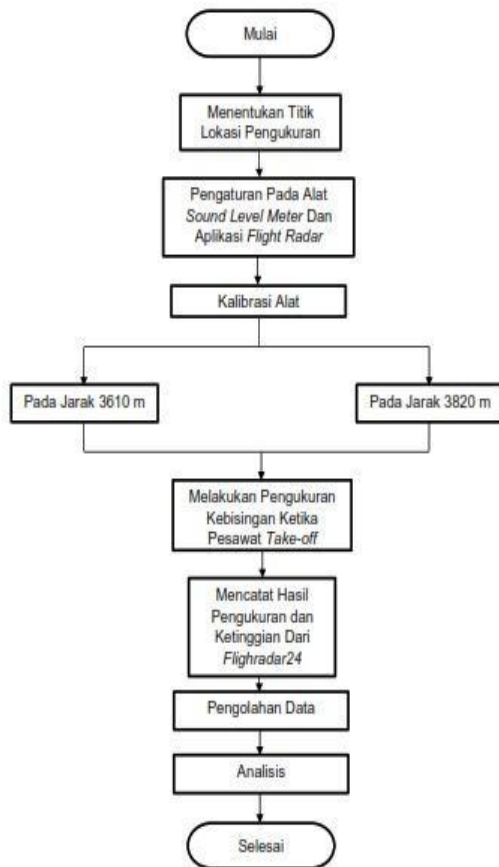 Mulai
Menentukan Titik
Lokasi Pengukuran
Pengaturan Pada Alat
Sound Level Meter Dan
Aplikasi Flight Radar
Kalibrasi Alat
Pada Jarak 3610 m
Pada Jarak 3820 m
Melakukan Pengukuran
Kebisingan Ketika
Pesawat Take-off
Mencatat Hasil
Pengukuran dan
Ketinggian Dari
Flighradar24
Pengolahan Data
Analisis
Selesai